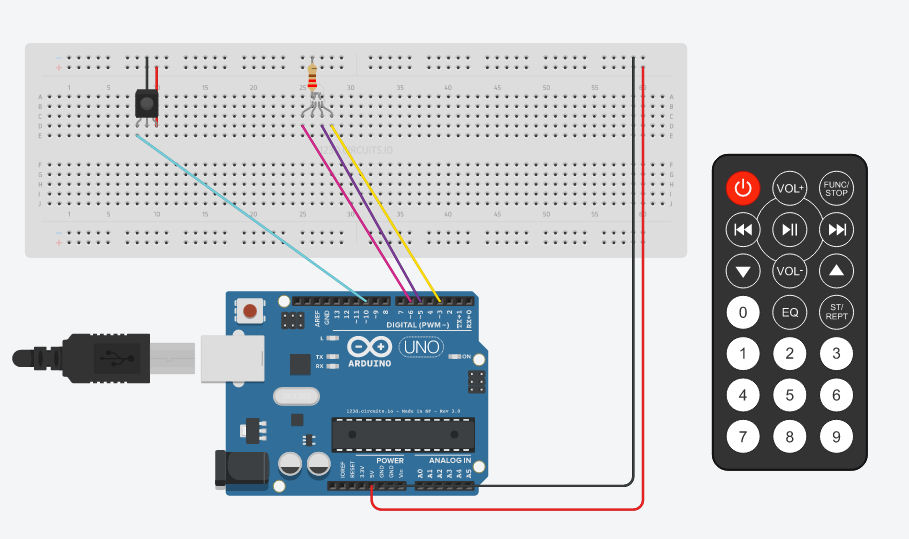 1 5 10 15 20 25 30 35 40 45 50 55 60
A
B
C
D
E
CIRCUITS.IO
F
G
H
I
J
1 5 10 15 20 25 30 35 40 45 50 55 60
AREF
GND
13
12
~11
~10
~9
8
7
~6
~5
4
~3
2
TX→1
RX←0
DIGITAL (PWM~)
L
TX
RX
ARDUINO
UNO
ON
123D.circuits.io - Made in BY - Rev 3.0
POWER
ANALOG IN
IOREF
RESET
3.3V
5V
GND
GND
Vin
A0
A1
A2
A3
A4
A5
VOL+
FUNC/
STOP
VOL-
0 EQ ST/
REPT
1 2 3
4 5 6
7 8 9